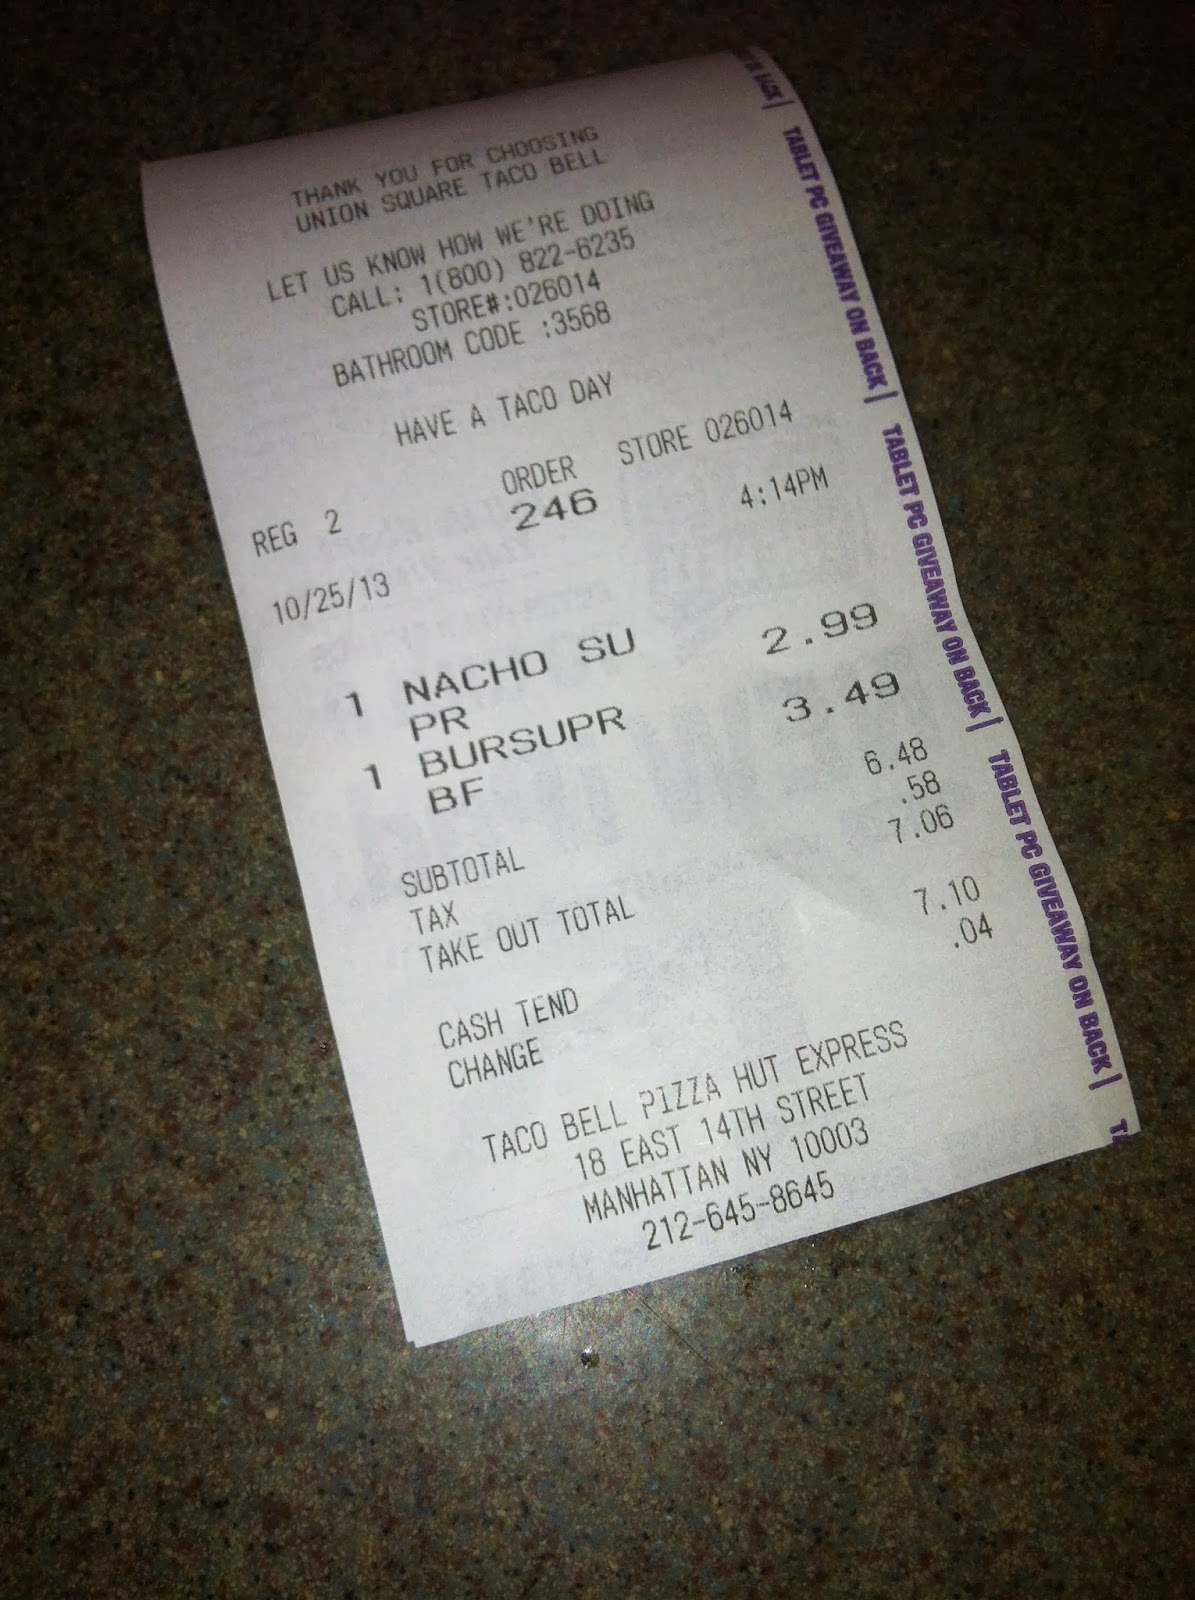 THANK YOU FOR CHOOSING
UNION SQUARE TACO BELL
LET US KNOW HOW WE'RE DOING
CALL: 1(800) 822-6235
STORE#:026014
BATHROOM CODE :3568
HAVE A TACO DAY
ORDER STORE 026014
REG 2 246 4:14PM
10/25/13
1 NACHO SU 2.99
PR
1 BURSUPR 3.49
BF
SUBTOTAL 6.48
TAX .58
TAKE OUT TOTAL 7.06
CASH TEND 7.10
CHANGE .04
TACO BELL PIZZA HUT EXPRESS
18 EAST 14TH STREET
MANHATTAN NY 10003
212-645-8645
BACK |
TABLET PC GIVEAWAY ON BACK |
TABLET PC GIVEAWAY ON BACK |
TABLET PC GIVEAWAY ON BACK |